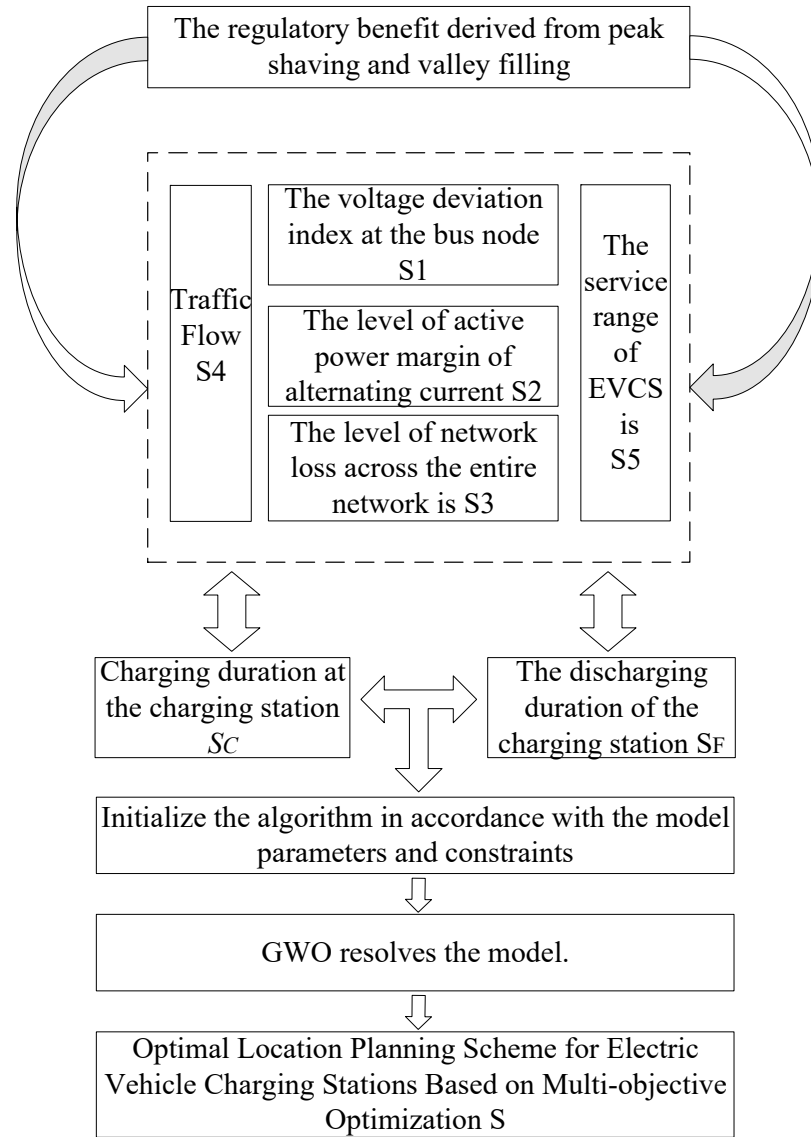 The regulatory benefit derived from peak
shaving and valley filling
Traffic
Flow
S4
The voltage deviation
index at the bus node
S1
The level of active
power margin of
alternating current S2
The level of network
loss across the entire
network is S3
The
service
range
of
EVCS
is
S5
Charging duration at
the charging station
SC
The discharging
duration of the
charging station SF
Initialize the algorithm in accordance with the model
parameters and constraints
GWO resolves the model.
Optimal Location Planning Scheme for Electric
Vehicle Charging Stations Based on Multi-objective
Optimization S